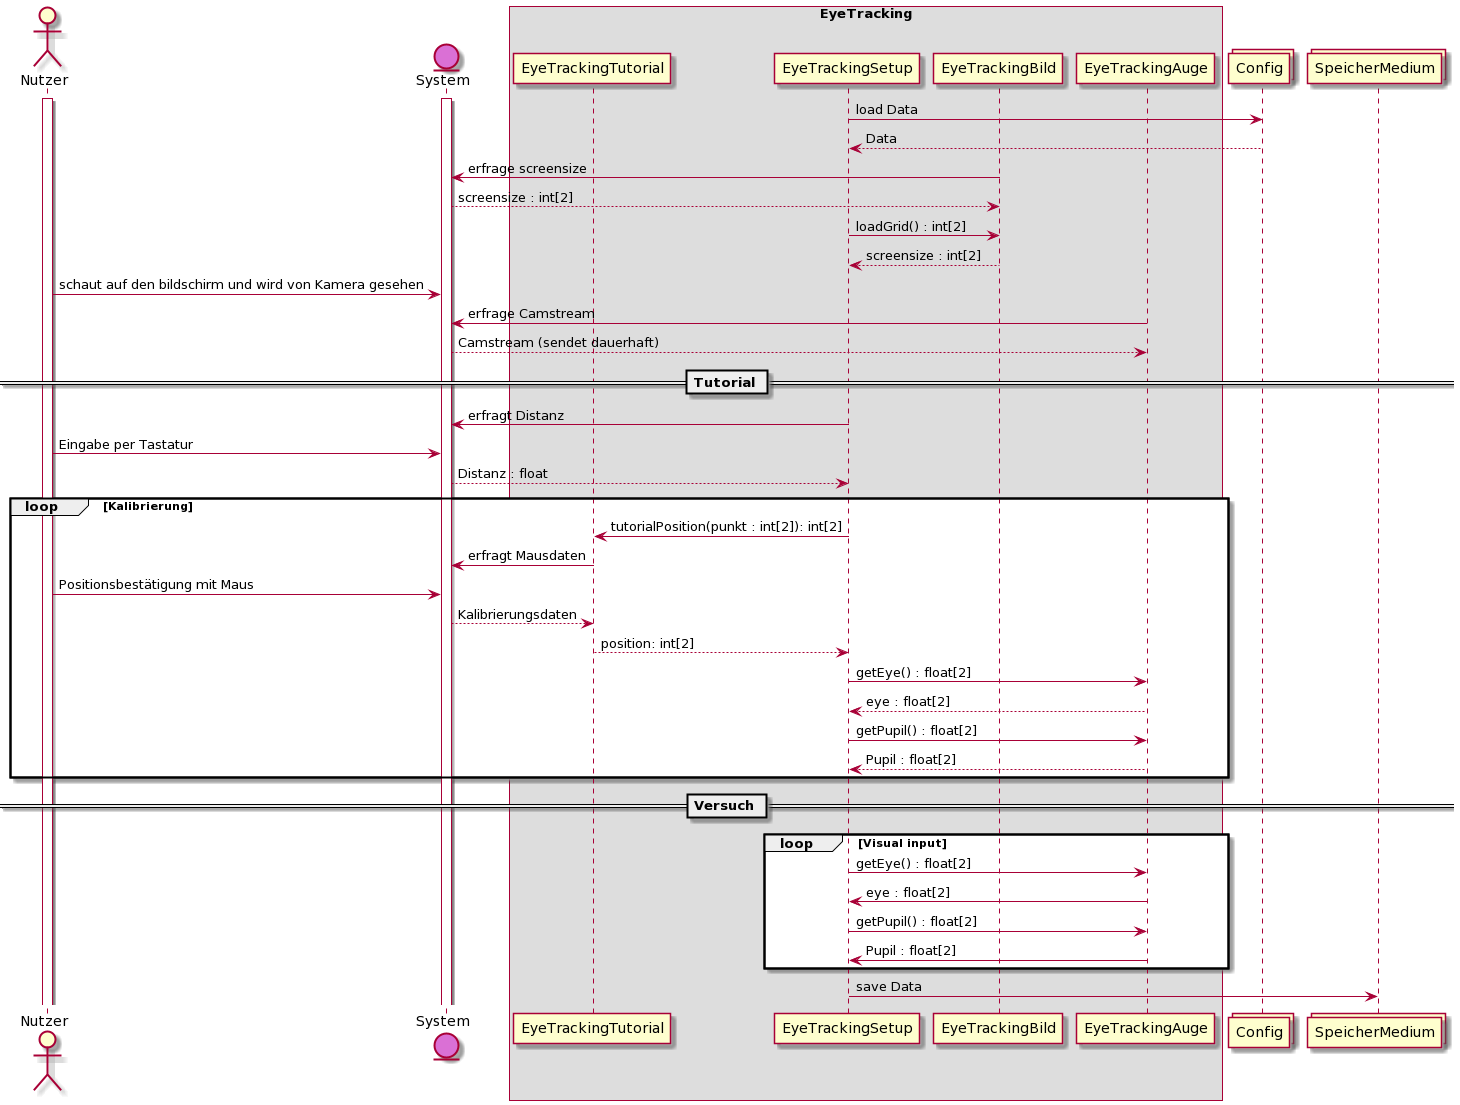 EyeTracking
Nutzer
System
EyeTrackingTutorial
EyeTrackingSetup
EyeTrackingBild
EyeTrackingAuge
Config
SpeicherMedium
load Data
Data
erfrage screensize
screensize : int[2]
loadGrid() : int[2]
screensize : int[2]
schaut auf den bildschirm und wird von Kamera gesehen
erfrage Camstream
Camstream (sendet dauerhaft)
Tutorial
erfragt Distanz
Eingabe per Tastatur
Distanz : float
loop [Kalibrierung]
tutorialPosition(punkt : int[2]): int[2]
erfragt Mausdaten
Positionsbestätigung mit Maus
Kalibrierungsdaten
position: int[2]
getEye() : float[2]
eye : float[2]
getPupil() : float[2]
Pupil : float[2]
Versuch
loop [Visual input]
getEye() : float[2]
eye : float[2]
getPupil() : float[2]
Pupil : float[2]
save Data
Nutzer
System
EyeTrackingTutorial
EyeTrackingSetup
EyeTrackingBild
EyeTrackingAuge
Config
SpeicherMedium